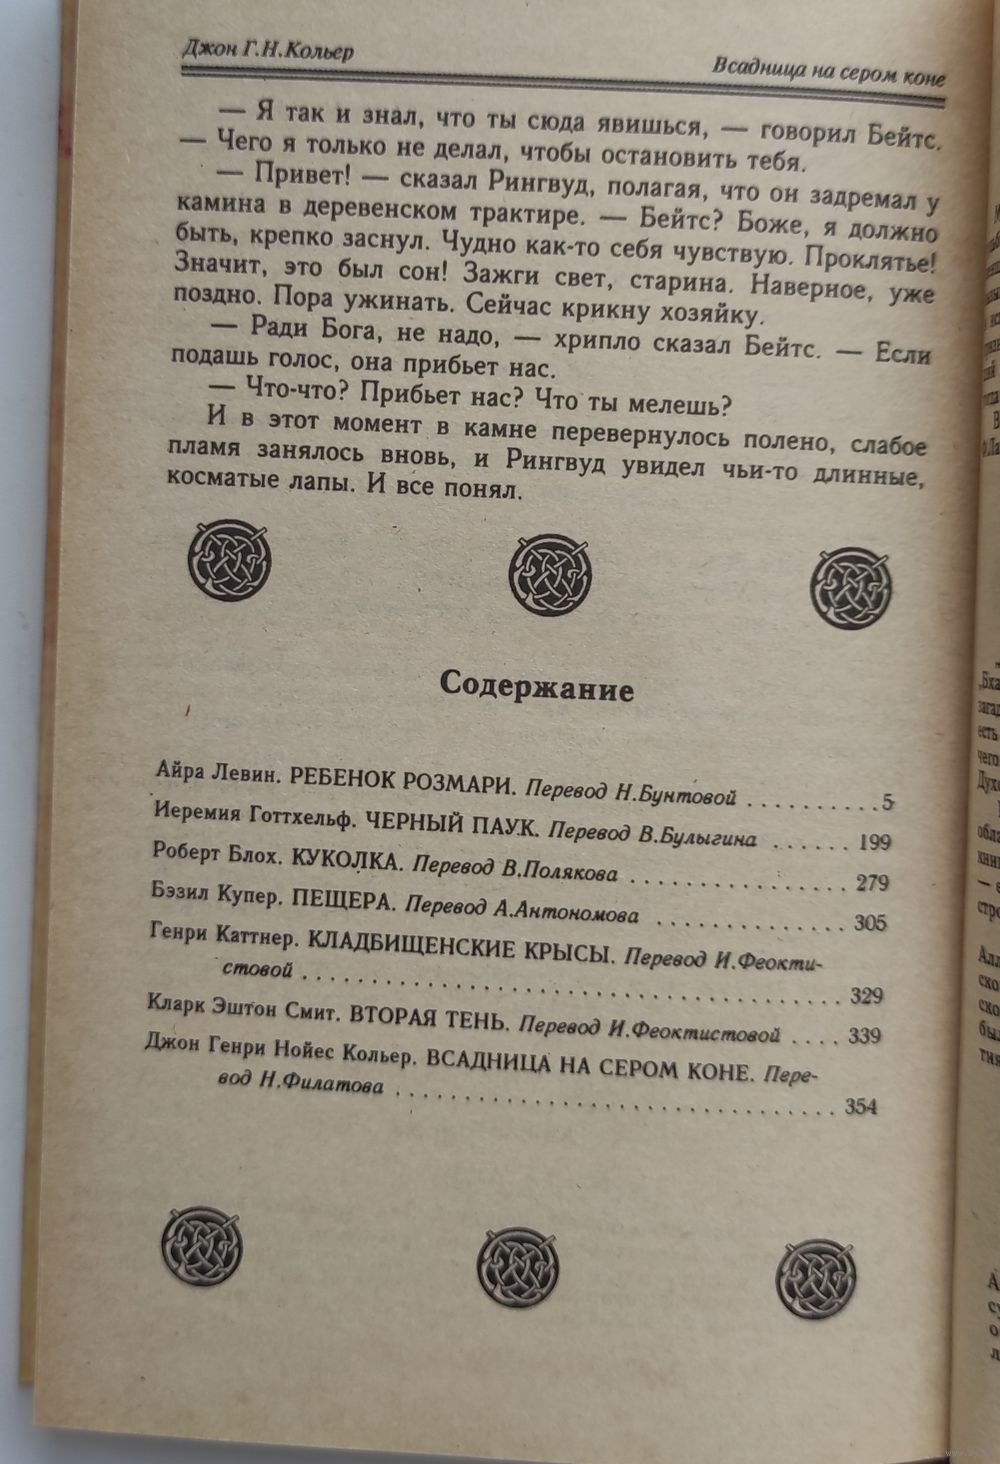 Джон Г.Н.Кольер
Всадница на сером коне
— Я так и знал, что ты сюда явишься, — говорил Бейтс.
— Чего я только не делал, чтобы остановить тебя.
— Привет! — сказал Рингвуд, полагая, что он задремал у
камина в деревенском трактире. — Бейтс? Боже, я должно
быть, крепко заснул. Чудно как-то себя чувствую. Проклятье!
Значит, это был сон! Зажги свет, старина. Наверное, уже
поздно. Пора ужинать. Сейчас крикну хозяйку.
— Ради Бога, не надо, — хрипло сказал Бейтс. — Если
подашь голос, она прибьет нас.
— Что-что? Прибьет нас? Что ты мелешь?
И в этот момент в камне перевернулось полено, слабое
пламя занялось вновь, и Рингвуд увидел чьи-то длинные,
косматые лапы. И все понял.
Содержание
Айра Левин. РЕБЕНОК РОЗМАРИ. Перевод Н.Бунтовой . . . . . . . . . . 5
Иеремия Готтхельф. ЧЕРНЫЙ ПАУК. Перевод В.Булыгина . . . . . . 199
Роберт Блох. КУКОЛКА. Перевод В.Полякова . . . . . . . . . . . . . . . . 279
Бэзил Купер. ПЕЩЕРА. Перевод А.Антономова . . . . . . . . . . . . . . 305
Генри Каттнер. КЛАДБИЩЕНСКИЕ КРЫСЫ. Перевод И.Феокти-
стовой . . . . . . . . . . . . . . . . . . . . . . . . . . . . . . . . . . . . . . . 329
Кларк Эштон Смит. ВТОРАЯ ТЕНЬ. Перевод И.Феоктистовой . . . . 339
Джон Генри Нойес Кольер. ВСАДНИЦА НА СЕРОМ КОНЕ. Пере-
вод Н.Филатова . . . . . . . . . . . . . . . . . . . . . . . . . . . . . . . . 354